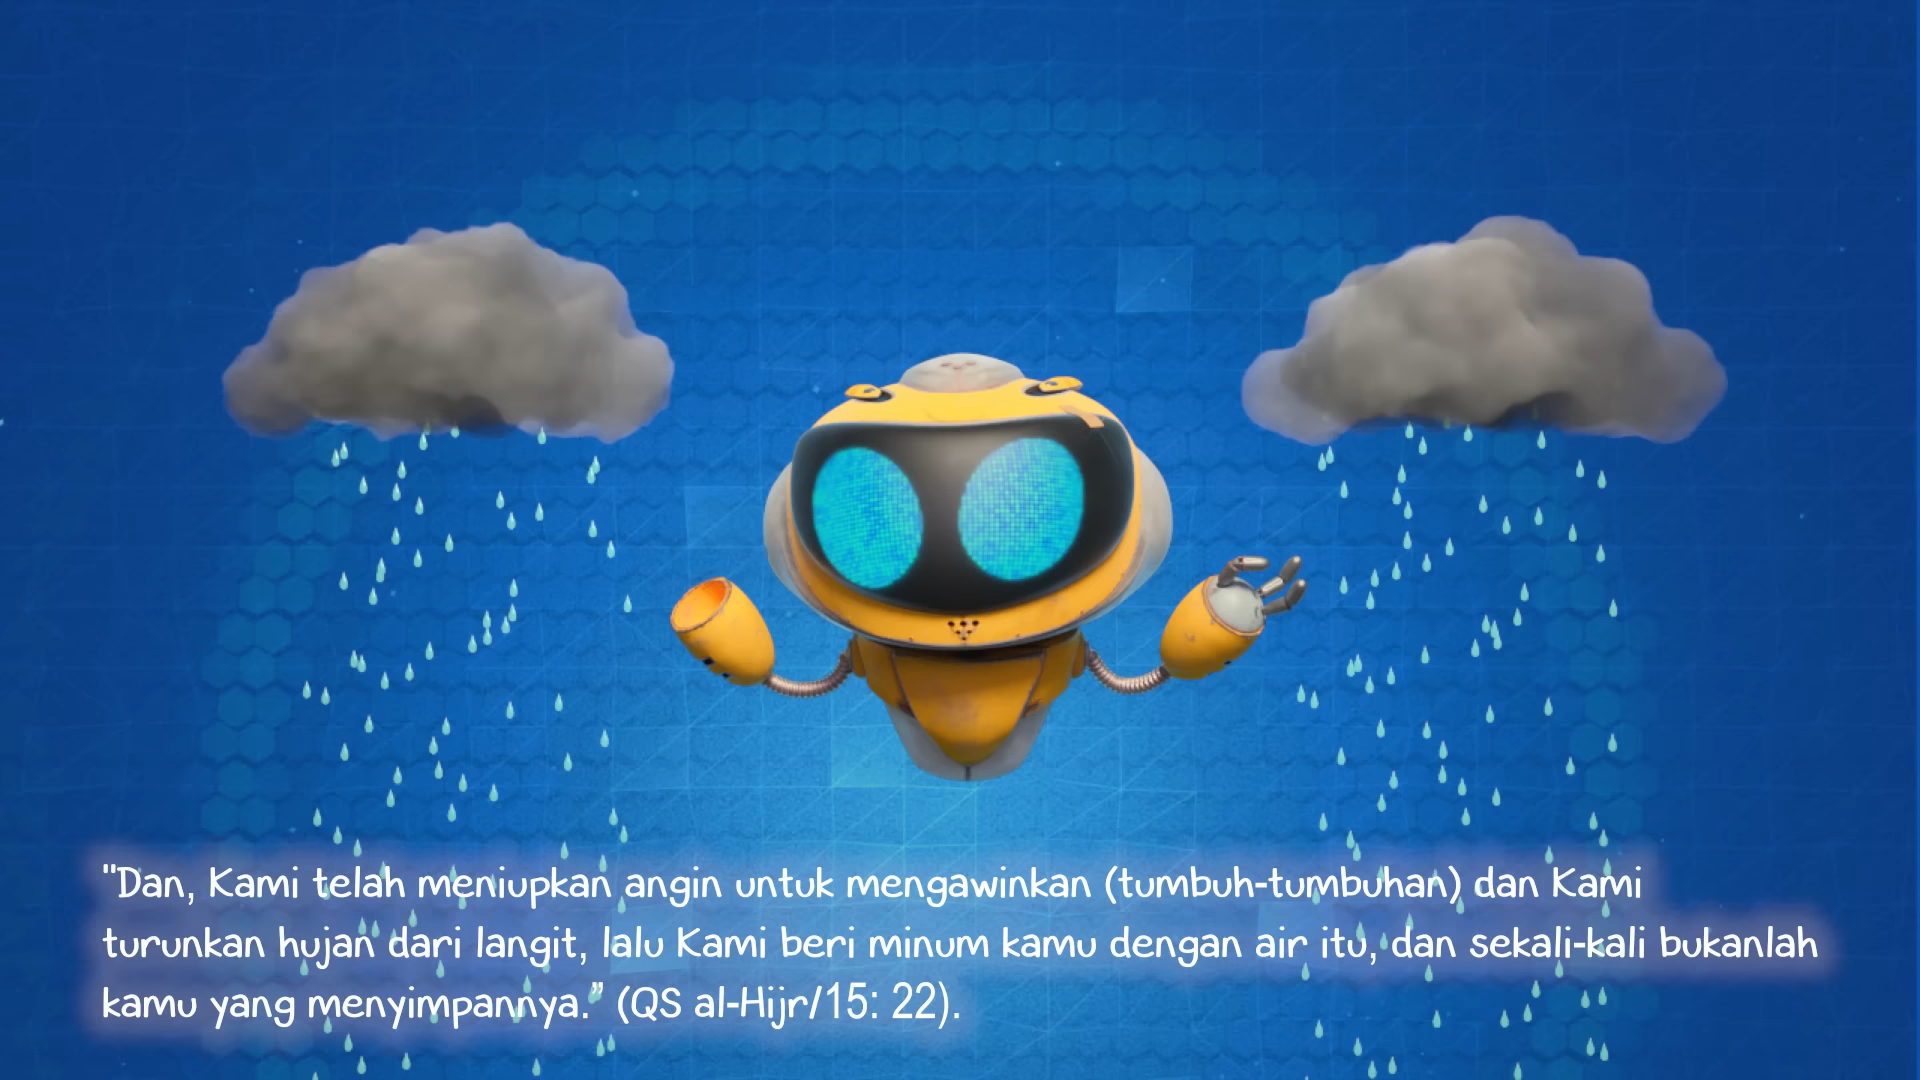 "Dan, Kami telah meniupkan angin untuk mengawinkan (tumbuh-tumbuhan) dan Kami
turunkan hujan dari langit, lalu Kami beri minum kamu dengan air itu, dan sekali-kali bukanlah
kamu yang menyimpannya.” (QS al-Hijr/15: 22).